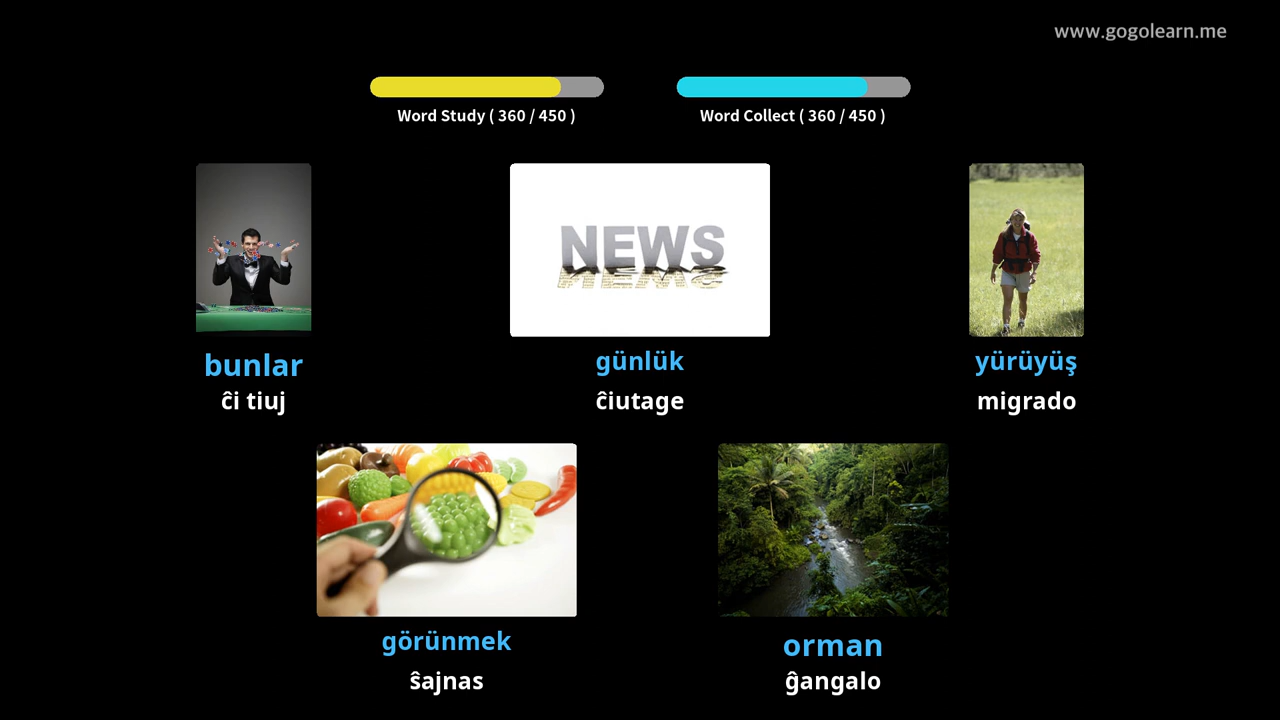 www.gogolearn.me
Word Study ( 360 / 450 )
Word Collect ( 360 / 450 )
NEWS
bunlar
ĉi tiuj
günlük
ĉiutage
yürüyüş
migrado
görünmek
ŝajnas
orman
ĝangalo